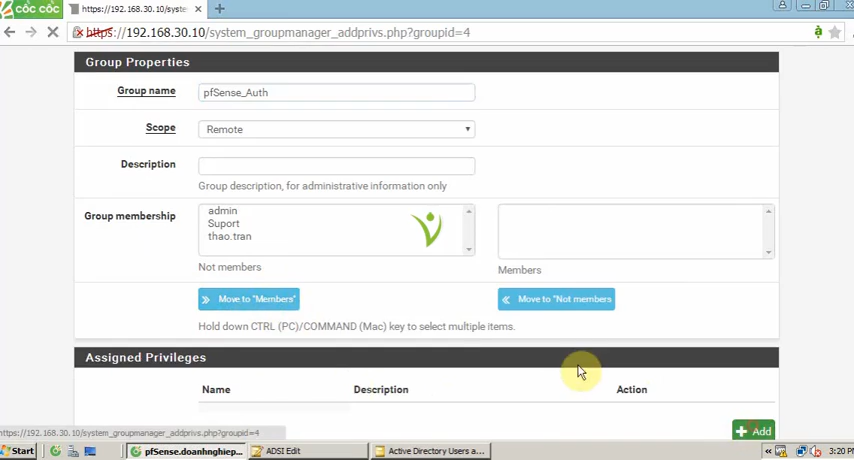 CỐC CỐC
https://192.168.30.10/syste
https://192.168.30.10/system_groupmanager_addprivs.php?groupid=4
Group Properties
Group name
pfSense_Auth
Scope
Remote
Description
Group description, for administrative information only
Group membership
admin
Suport
thao.tran
Not members
Members
Move to "Members"
Move to "Not members
Hold down CTRL (PC)/COMMAND (Mac) key to select multiple items.
Assigned Privileges
Name Description Action
https://192.168.30.10/system_groupmanager_addprivs.php?groupid=4
Add
Start
pfSense.doanhnghiep...
ADSI Edit
Active Directory Users a...
3:20 PM